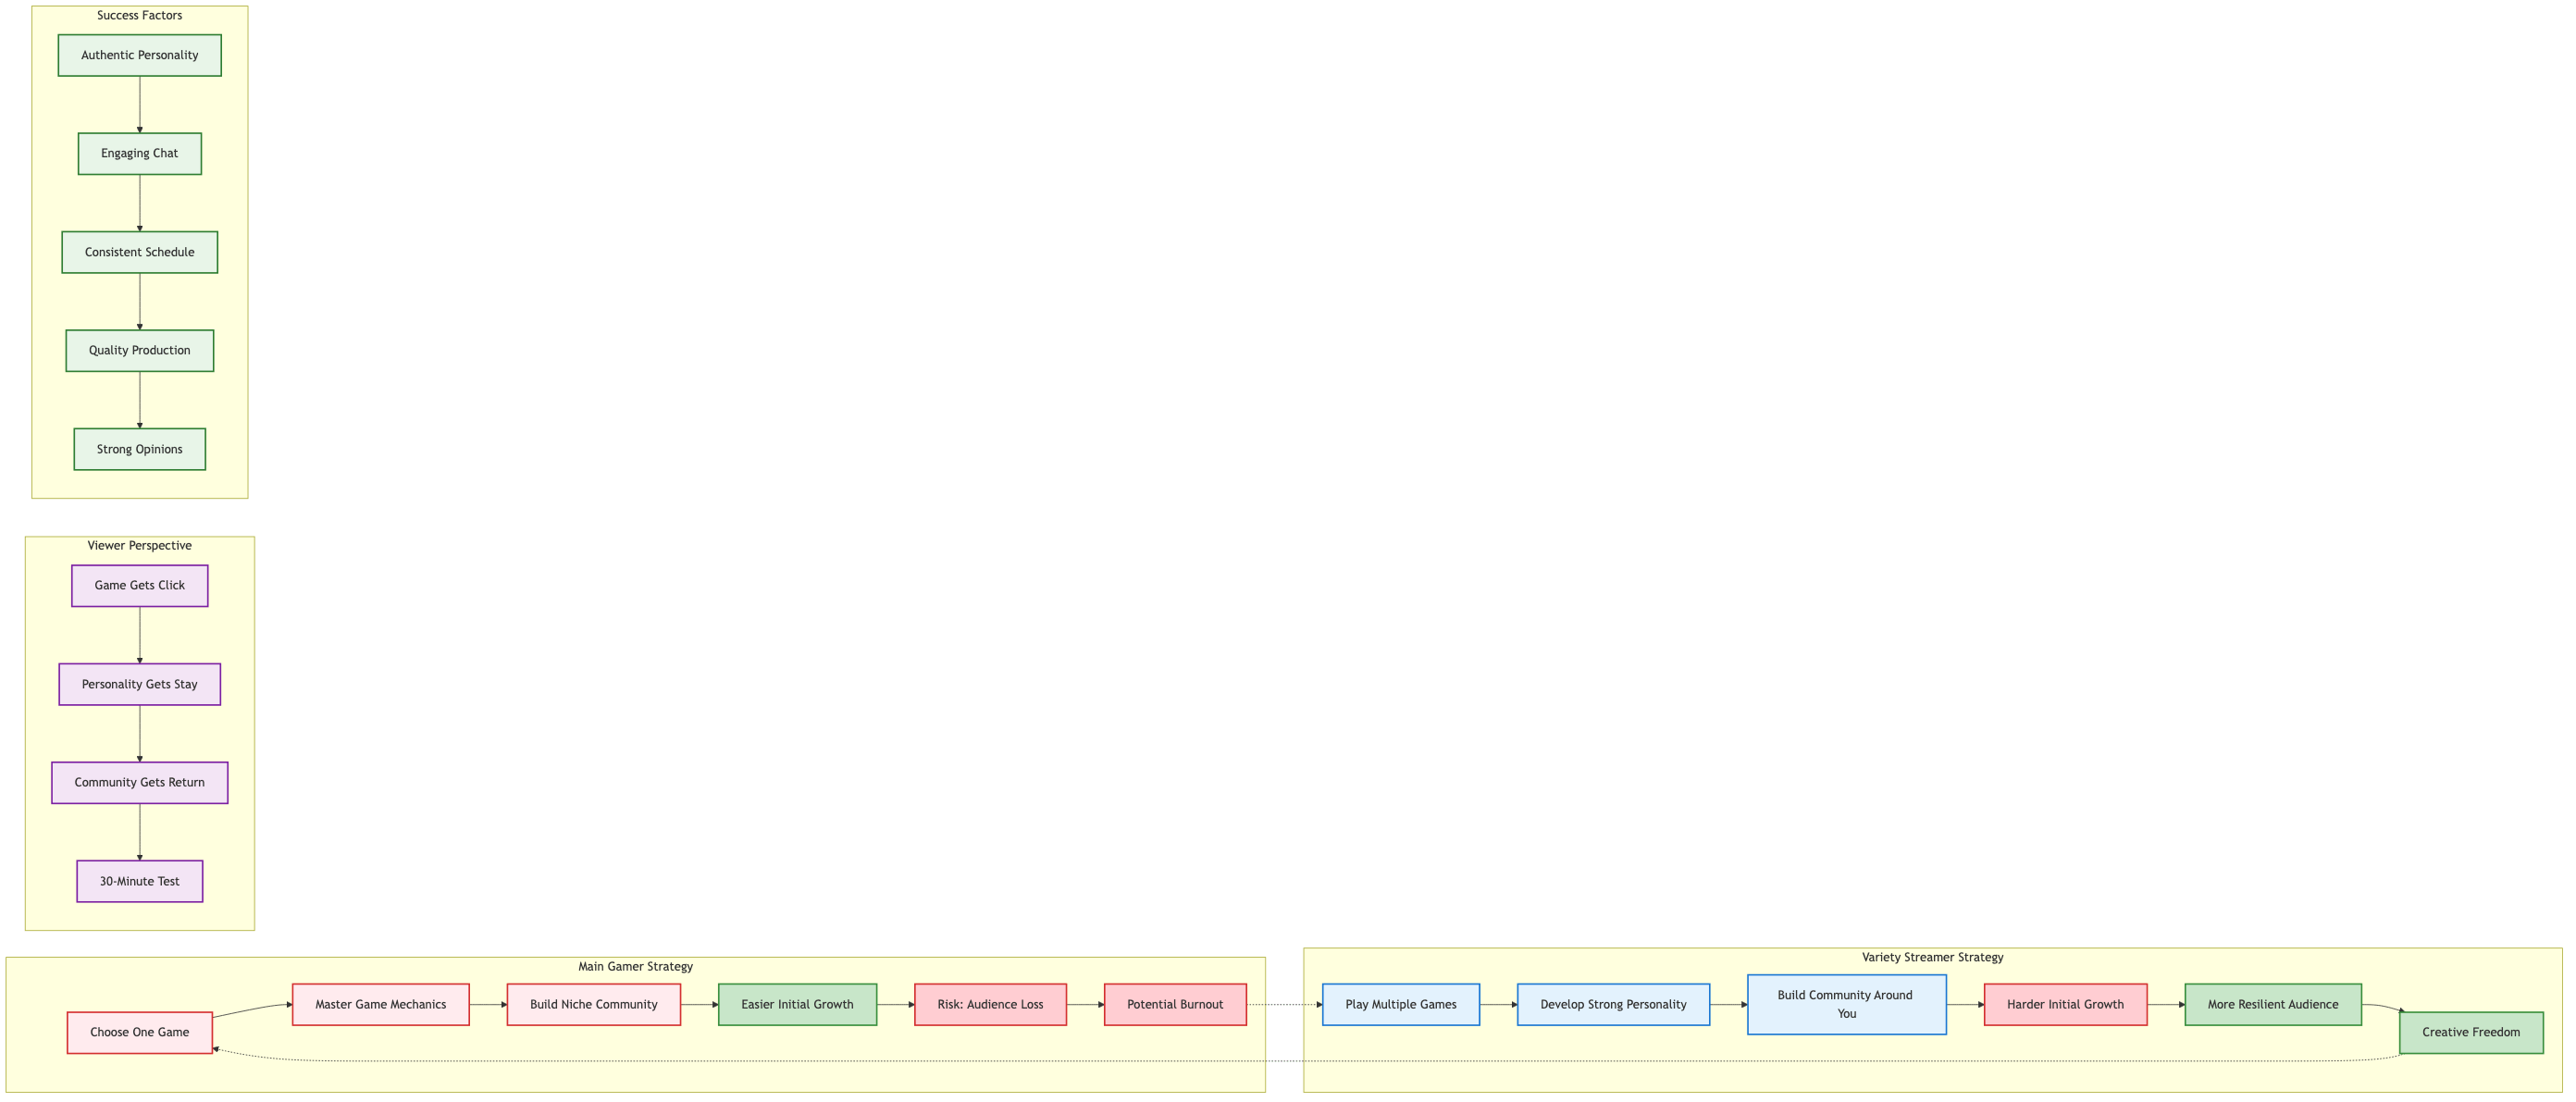 Success Factors
Authentic Personality
Engaging Chat
Consistent Schedule
Quality Production
Strong Opinions
Viewer Perspective
Game Gets Click
Personality Gets Stay
Community Gets Return
30-Minute Test
Main Gamer Strategy
Choose One Game
Master Game Mechanics
Build Niche Community
Easier Initial Growth
Risk: Audience Loss
Potential Burnout
Variety Streamer Strategy
Play Multiple Games
Develop Strong Personality
Build Community Around
You
Harder Initial Growth
More Resilient Audience
Creative Freedom